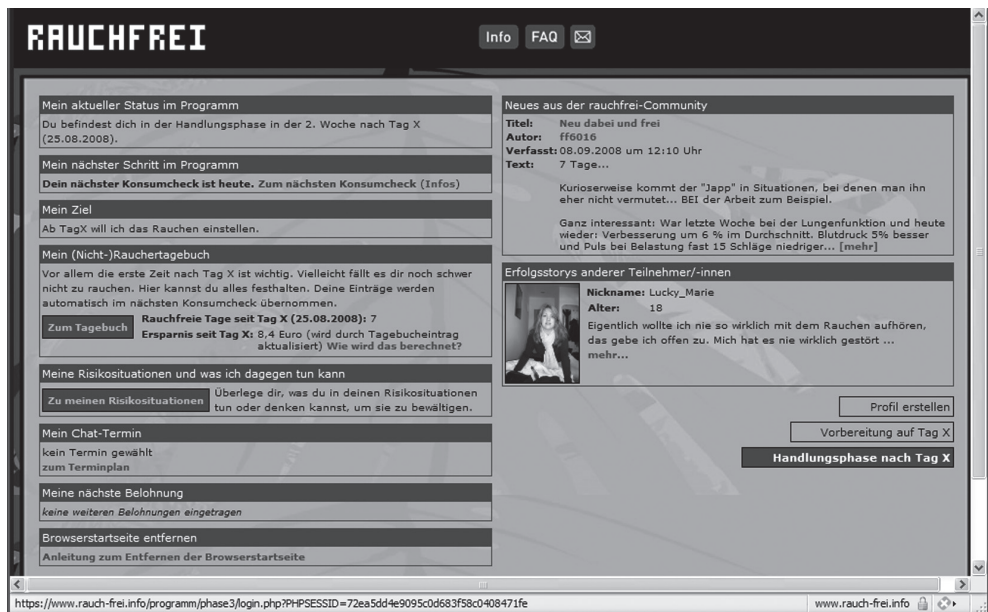 RAUCHFREI
Info FAQ
Mein aktueller Status im Programm
Du befindest dich in der Handlungsphase in der 2. Woche nach Tag X
(25.08.2008).
Mein nächster Schritt im Programm
Dein nächster Konsumcheck ist heute. Zum nächsten Konsumcheck (Infos)
Mein Ziel
Ab TagX will ich das Rauchen einstellen.
Mein (Nicht-)Rauchertagebuch
Vor allem die erste Zeit nach Tag X ist wichtig. Vielleicht fällt es dir noch schwer
nicht zu rauchen. Hier kannst du alles festhalten. Deine Einträge werden
automatisch im nächsten Konsumcheck übernommen.
Zum Tagebuch
Rauchfreie Tage seit Tag X (25.08.2008): 7
Ersparnis seit Tag X: 8,4 Euro (wird durch Tagebucheintrag
aktualisiert) Wie wird das berechnet?
Meine Risikosituationen und was ich dagegen tun kann
Zu meinen Risikosituationen
Überlege dir, was du in deinen Risikosituationen
tun oder denken kannst, um sie zu bewältigen.
Mein Chat-Termin
kein Termin gewählt
zum Terminplan
Meine nächste Belohnung
keine weiteren Belohnungen eingetragen
Browserstartseite entfernen
Anleitung zum Entfernen der Browserstartseite
Neues aus der rauchfrei-Community
Titel: Neu dabei und frei
Autor: ff6016
Verfasst: 08.09.2008 um 12:10 Uhr
Text: 7 Tage...
Kurioserweise kommt der "Japp" in Situationen, bei denen man ihn
eher nicht vermutet... BEI der Arbeit zum Beispiel.
Ganz interessant: War letzte Woche bei der Lungenfunktion und heute
wieder: Verbesserung um 6 % im Durchschnitt. Blutdruck 5% besser
und Puls bei Belastung fast 15 Schläge niedriger... [mehr]
Erfolgsstorys anderer Teilnehmer/-innen
Nickname: Lucky_Marie
Alter: 18
Eigentlich wollte ich nie so wirklich mit dem Rauchen aufhören,
das gebe ich offen zu. Mich hat es nie wirklich gestört ...
mehr...
Profil erstellen
Vorbereitung auf Tag X
Handlungsphase nach Tag X
https://www.rauch-frei.info/programm/phase3/login.php?PHPSESSID=72ea5dd4e9095c0d683f58c0408471fe
www.rauch-frei.info